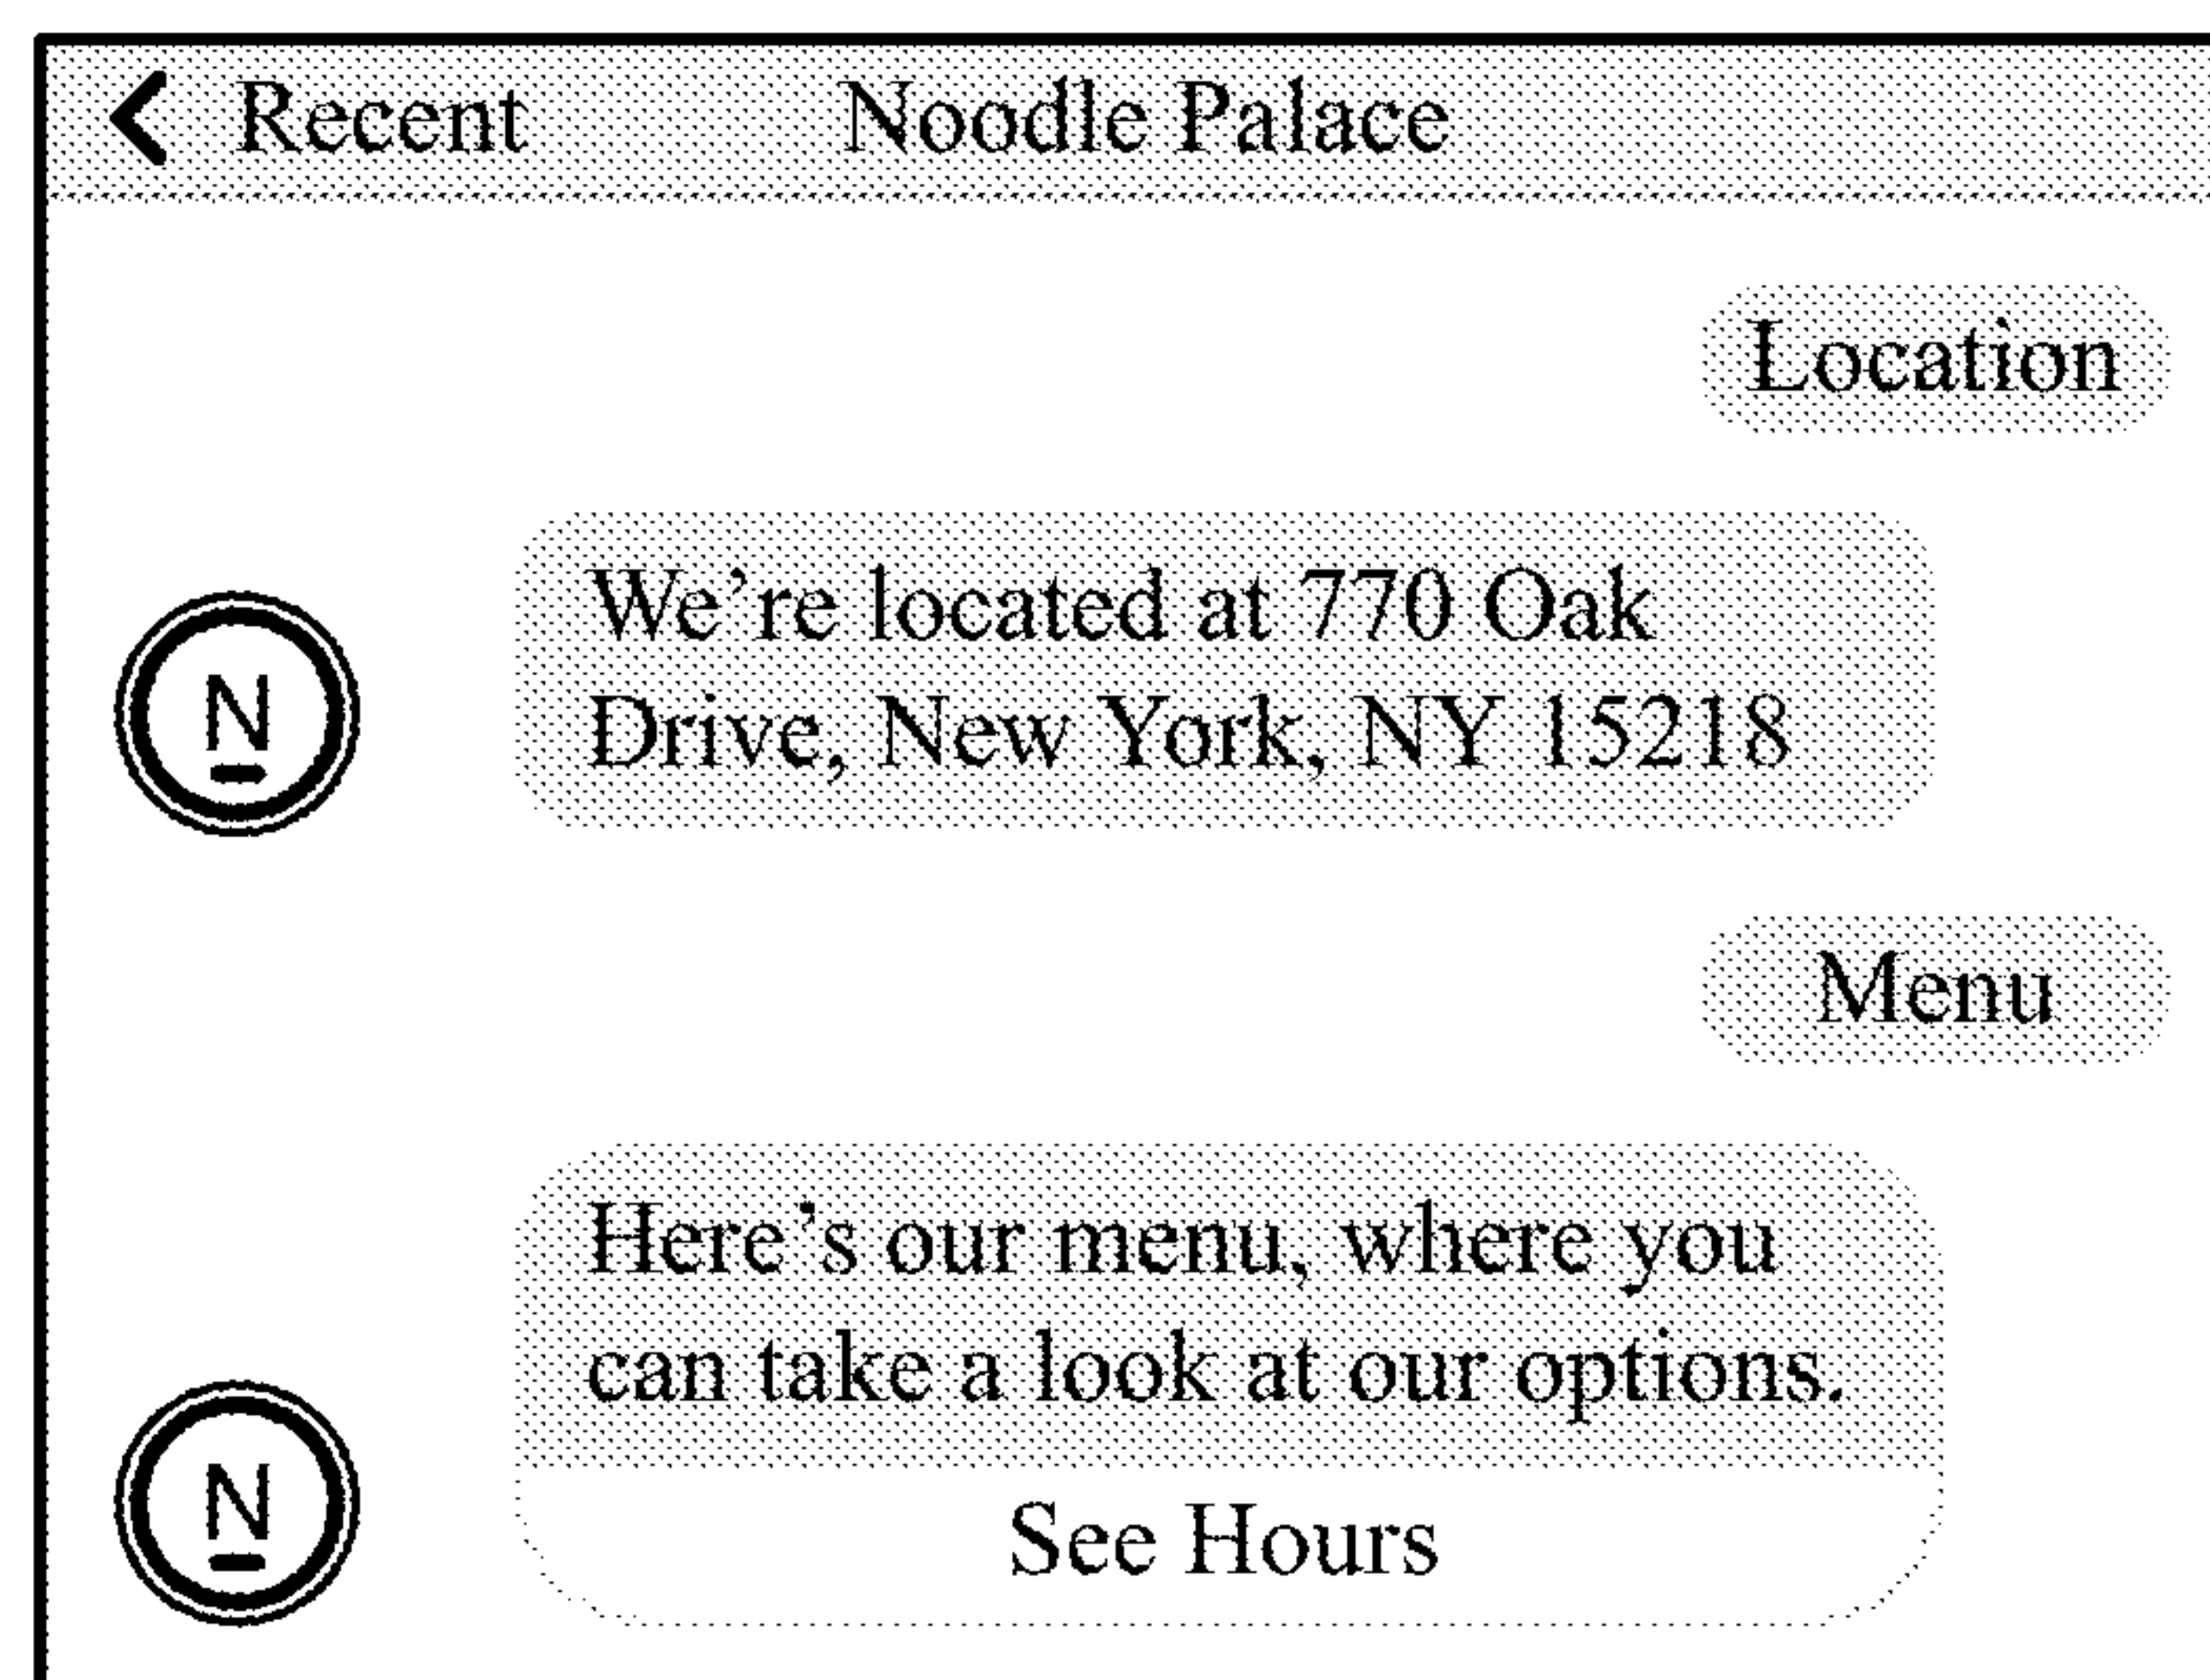 Recent Noodle Palace
Location
We’re located at 770 Oak
Drive, New York, NY 15218
N
Menu
Here’s our menu, where you
can take a look at our options.
N
See Hours